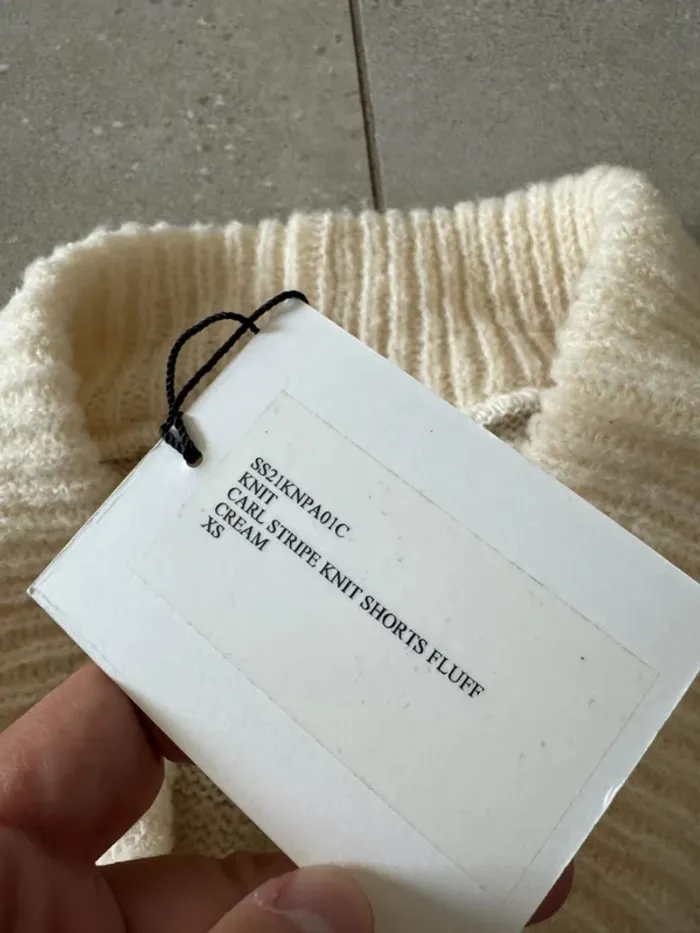 SS21KNPA01C
KNIT
CARL STRIPE KNIT SHORTS FLUFF
CREAM
XS